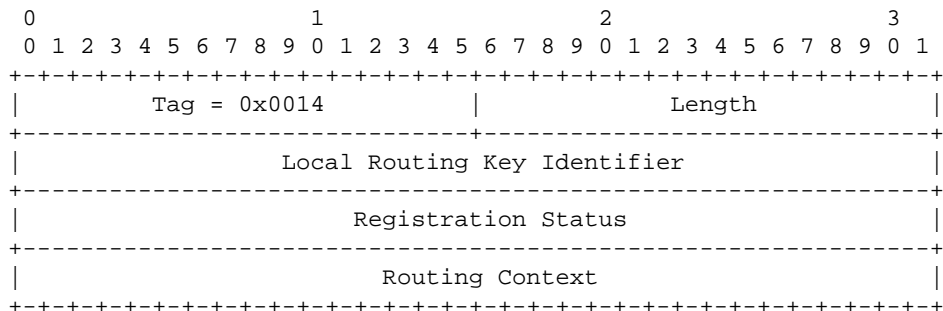 0                   1                   2                   3
 0 1 2 3 4 5 6 7 8 9 0 1 2 3 4 5 6 7 8 9 0 1 2 3 4 5 6 7 8 9 0 1
+-+-+-+-+-+-+-+-+-+-+-+-+-+-+-+-+-+-+-+-+-+-+-+-+-+-+-+-+-+-+-+-+
|         Tag = 0x0014          |             Length            |
+-------------------------------+-------------------------------+
|                  Local Routing Key Identifier                 |
+---------------------------------------------------------------+
|                       Registration Status                     |
+---------------------------------------------------------------+
|                         Routing Context                       |
+-+-+-+-+-+-+-+-+-+-+-+-+-+-+-+-+-+-+-+-+-+-+-+-+-+-+-+-+-+-+-+-+